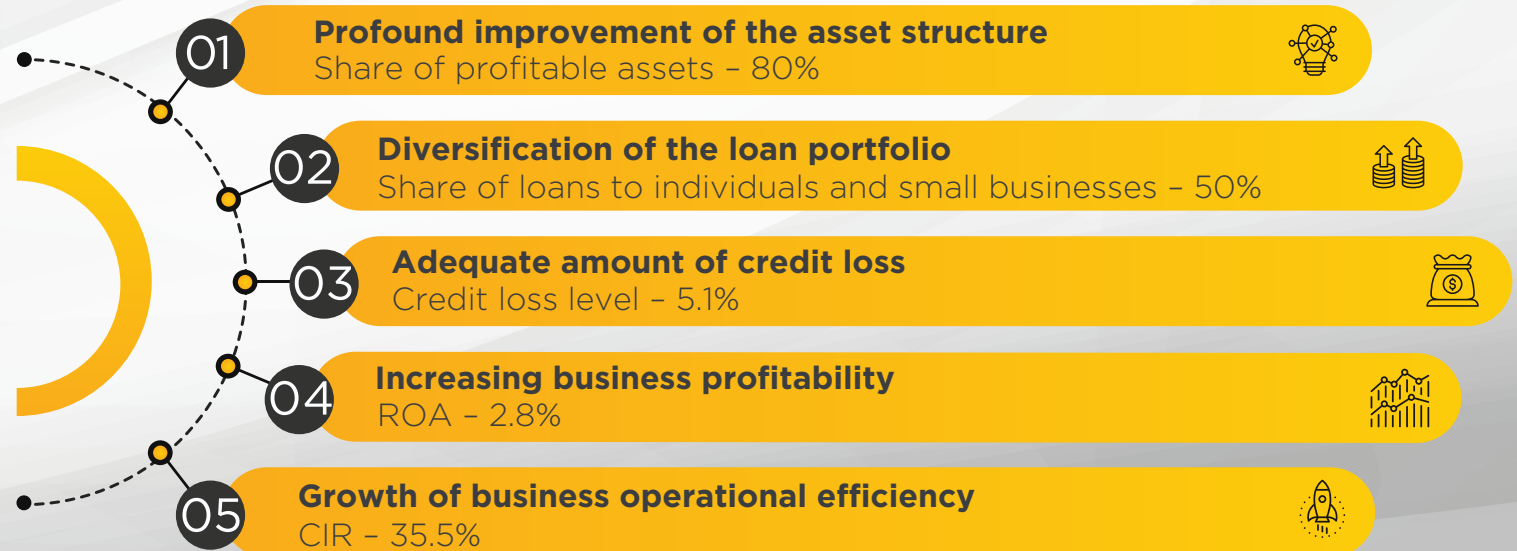 01
Profound improvement of the asset structure
Share of profitable assets – 80%
02
Diversification of the loan portfolio
Share of loans to individuals and small businesses – 50%
03
Adequate amount of credit loss
Credit loss level – 5.1%
04
Increasing business profitability
ROA – 2.8%
05
Growth of business operational efficiency
CIR – 35.5%